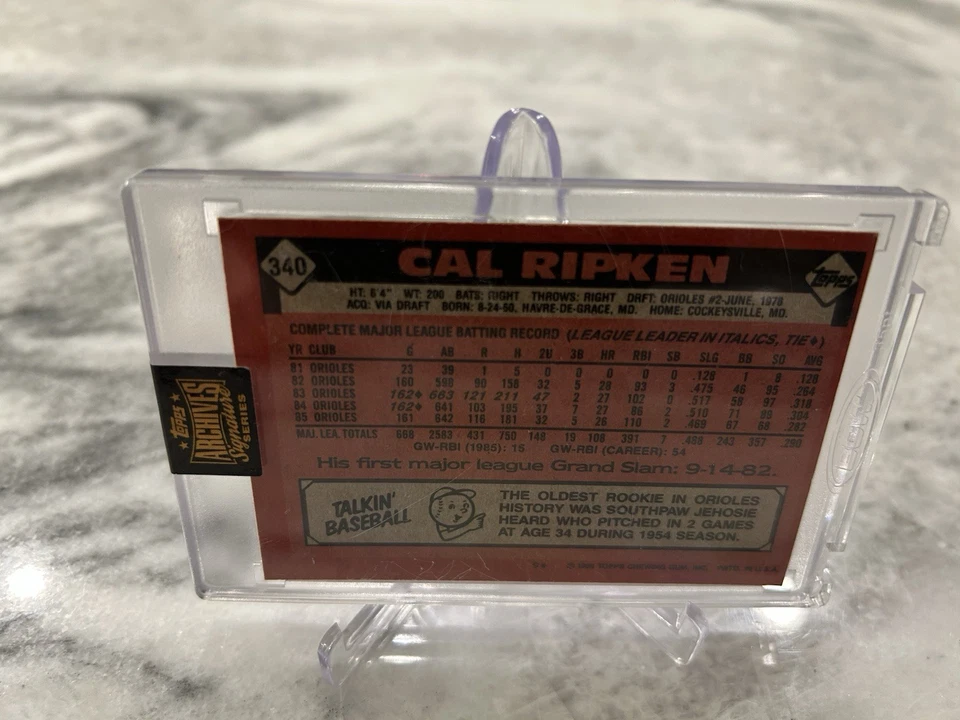 340
CAL RIPKEN
Topps
HT: 6'4" WT: 200 BATS: RIGHT THROWS: RIGHT DRFT: ORIOLES #2-JUNE, 1978
ACQ: VIA DRAFT BORN: 8-24-60, HAVRE-DE-GRACE, MD. HOME: COCKEYSVILLE, MD.
COMPLETE MAJOR LEAGUE BATTING RECORD (LEAGUE LEADER IN ITALICS, TIE♦)
YR CLUB G AB R H 2B 3B HR RBI SB SLG BB SO AVG
81 ORIOLES 23 39 1 5 0 0 0 0 0 .128 1 8 .128
82 ORIOLES 160 598 90 158 32 5 28 93 3 .475 46 95 .264
83 ORIOLES 162♦ 663 121 211 47 2 27 102 0 .517 58 97 .318
84 ORIOLES 162♦ 641 103 195 37 7 27 86 2 .510 71 89 .304
85 ORIOLES 161 642 116 181 32 5 26 110 2 .469 67 68 .282
MAJ. LEA. TOTALS 668 2583 431 750 148 19 108 391 7 .488 243 357 .290
GW-RBI (1985): 15 GW-RBI (CAREER): 54
His first major league Grand Slam: 9-14-82.
TALKIN'
BASEBALL
THE OLDEST ROOKIE IN ORIOLES
HISTORY WAS SOUTHPAW JEHOSIE
HEARD WHO PITCHED IN 2 GAMES
AT AGE 34 DURING 1954 SEASON.
Topps
ARCHIVES
Signature
SERIES